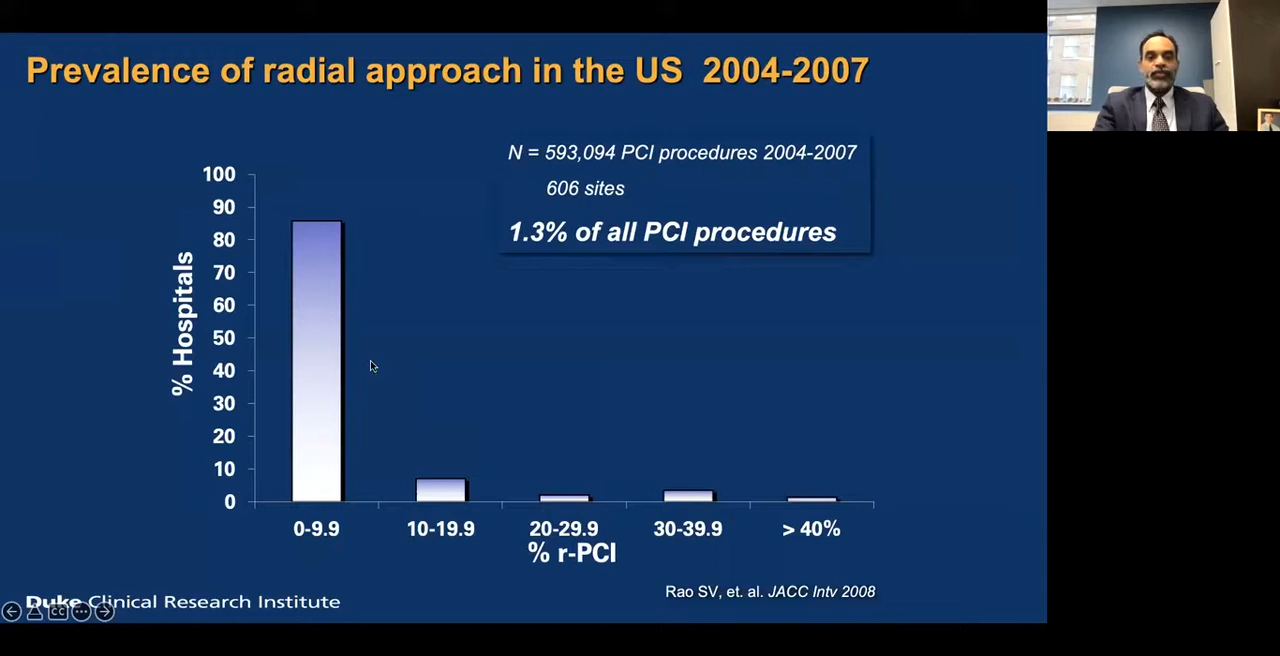 Prevalence of radial approach in the US 2004-2007
N = 593,094 PCI procedures 2004-2007
606 sites
1.3% of all PCI procedures
% Hospitals
100
90
80
70
60
50
40
30
20
10
0
0-9.9
10-19.9
20-29.9
30-39.9
> 40%
% r-PCI
Rao SV, et. al. JACC Intv 2008
Duke Clinical Research Institute
CC